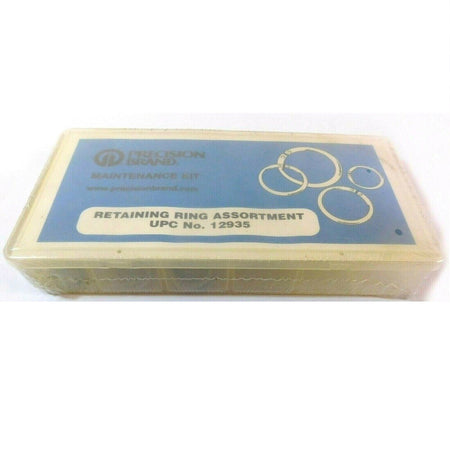 PRECISION
BRAND®
MAINTENANCE KIT
www.precisionbrand.com
RETAINING RING ASSORTMENT
UPC No. 12935